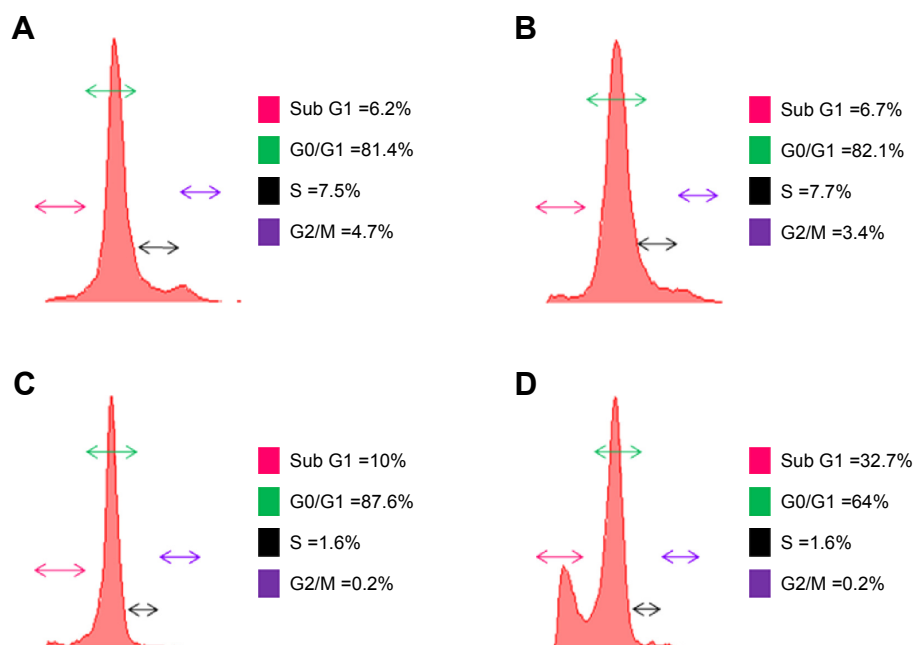 A
Sub G1 =6.2%
G0/G1 =81.4%
S =7.5%
G2/M =4.7%
B
Sub G1 =6.7%
G0/G1 =82.1%
S =7.7%
G2/M =3.4%
C
Sub G1 =10%
G0/G1 =87.6%
S =1.6%
G2/M =0.2%
D
Sub G1 =32.7%
G0/G1 =64%
S =1.6%
G2/M =0.2%